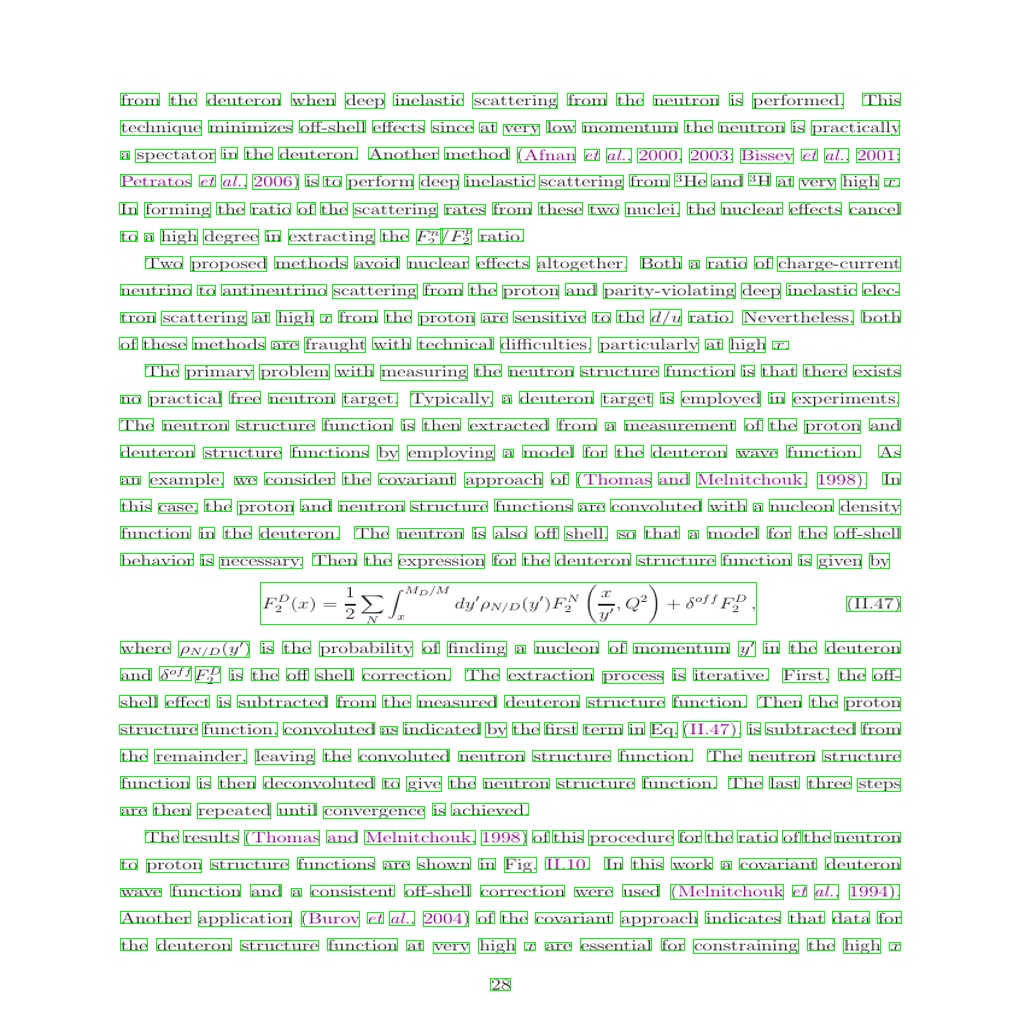 from the deuteron when deep inelastic scattering from the neutron is performed. This
technique minimizes off-shell effects since at very low momentum the neutron is practically
a spectator in the deuteron. Another method (Afnan et al., 2000, 2003; Bissey et al., 2001;
Petratos et al., 2006) is to perform deep inelastic scattering from ³He and ³H at very high x.
In forming the ratio of the scattering rates from these two nuclei, the nuclear effects cancel
to a high degree in extracting the F₂ⁿ/F₂ᵖ ratio.
Two proposed methods avoid nuclear effects altogether. Both a ratio of charge-current
neutrino to antineutrino scattering from the proton and parity-violating deep inelastic elec-
tron scattering at high x from the proton are sensitive to the d/u ratio. Nevertheless, both
of these methods are fraught with technical difficulties, particularly at high x.
The primary problem with measuring the neutron structure function is that there exists
no practical free neutron target. Typically, a deuteron target is employed in experiments.
The neutron structure function is then extracted from a measurement of the proton and
deuteron structure functions by employing a model for the deuteron wave function. As
an example, we consider the covariant approach of (Thomas and Melnitchouk, 1998). In
this case, the proton and neutron structure functions are convoluted with a nucleon density
function in the deuteron. The neutron is also off shell, so that a model for the off-shell
behavior is necessary. Then the expression for the deuteron structure function is given by
F_2^D(x) = \frac{1}{2} \sum_N \int_x^{M_D/M} dy′ρ_{N/D}(y′)F_2^N \left( \frac{x}{y′}, Q^2 \right) + δ^{off}F_2^D , (II.47)
where ρ_{N/D}(y′) is the probability of finding a nucleon of momentum y′ in the deuteron
and δ^{off}F_2^D is the off shell correction. The extraction process is iterative. First, the off-
shell effect is subtracted from the measured deuteron structure function. Then the proton
structure function, convoluted as indicated by the first term in Eq. (II.47), is subtracted from
the remainder, leaving the convoluted neutron structure function. The neutron structure
function is then deconvoluted to give the neutron structure function. The last three steps
are then repeated until convergence is achieved.
The results (Thomas and Melnitchouk, 1998) of this procedure for the ratio of the neutron
to proton structure functions are shown in Fig. II.10. In this work a covariant deuteron
wave function and a consistent off-shell correction were used (Melnitchouk et al., 1994).
Another application (Burov et al., 2004) of the covariant approach indicates that data for
the deuteron structure function at very high x are essential for constraining the high x
28